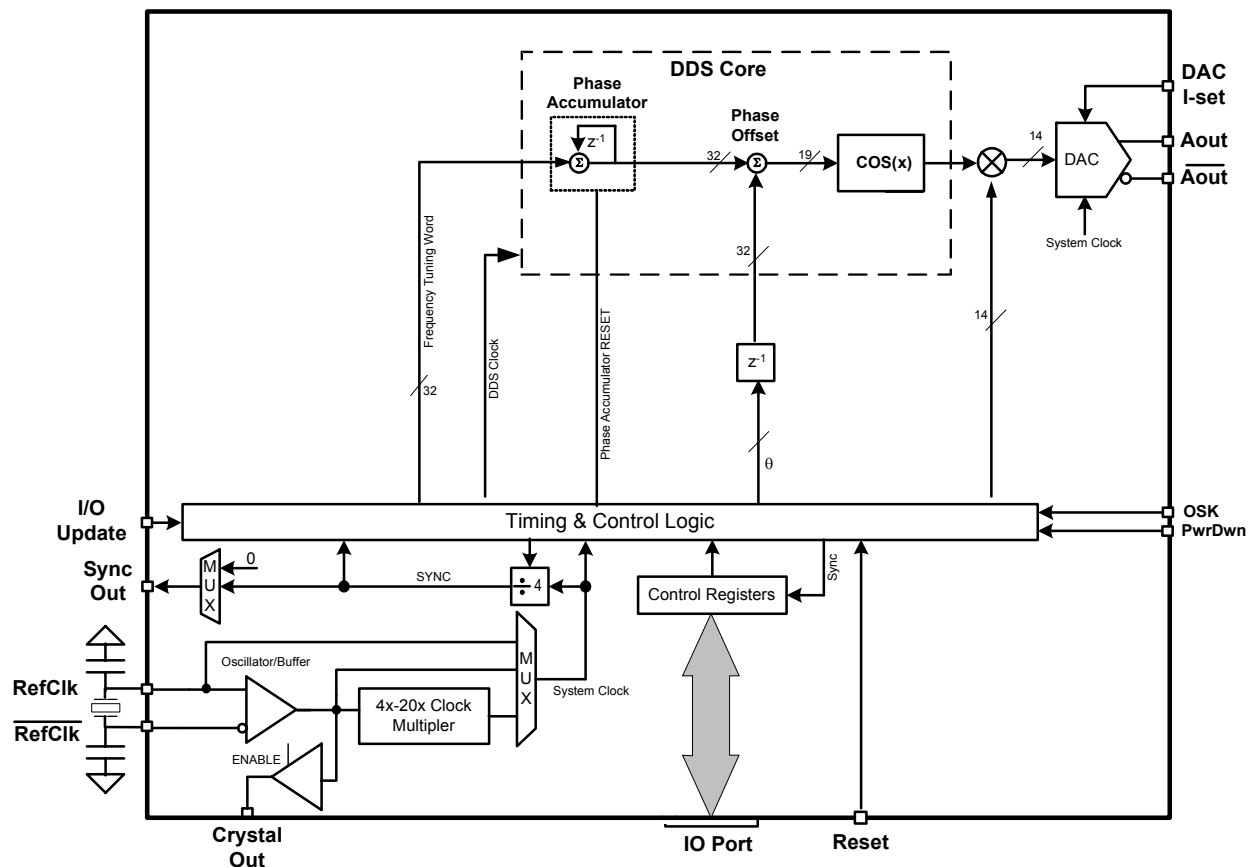 DDS Core
DAC
I-set
Phase
Accumulator
Phase
Offset
z-1
Σ
32
Σ
19
COS(x)
14
DAC
Aout
Aout
System Clock
Frequency Tuning Word
32
DDS Clock
Phase Accumulator RESET
32
z-1
θ
14
I/O
Update
Timing & Control Logic
OSK
PwrDwn
Sync
Out
MUX
0
SYNC
÷ 4
Control Registers
Sync
RefClk
RefClk
Oscillator/Buffer
4x-20x Clock
Multipler
MUX
System Clock
ENABLE
Crystal
Out
IO Port
Reset